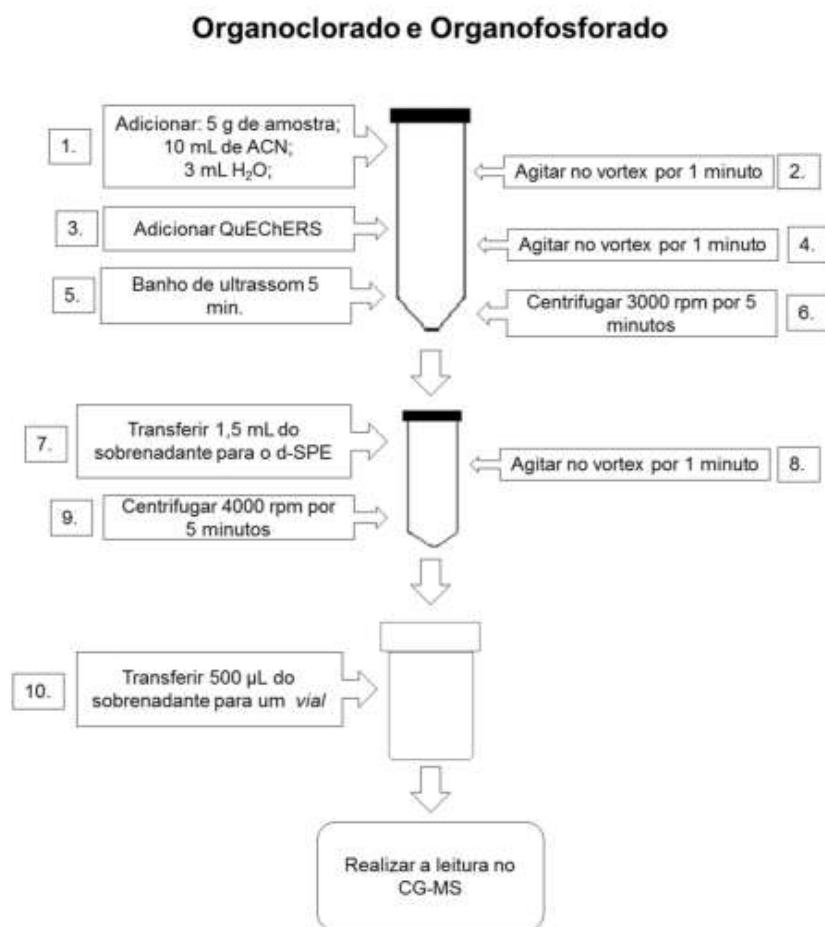 Organoclorado e Organofosforado
1.
Adicionar: 5 g de amostra;
10 mL de ACN;
3 mL H₂O;
Agitar no vortex por 1 minuto
2.
3.
Adicionar QuEChERS
Agitar no vortex por 1 minuto
4.
5.
Banho de ultrassom 5
min.
Centrifugar 3000 rpm por 5
minutos
6.
7.
Transferir 1,5 mL do
sobrenadante para o d-SPE
Agitar no vortex por 1 minuto
8.
9.
Centrifugar 4000 rpm por
5 minutos
10.
Transferir 500 µL do
sobrenadante para um vial
Realizar a leitura no
CG-MS